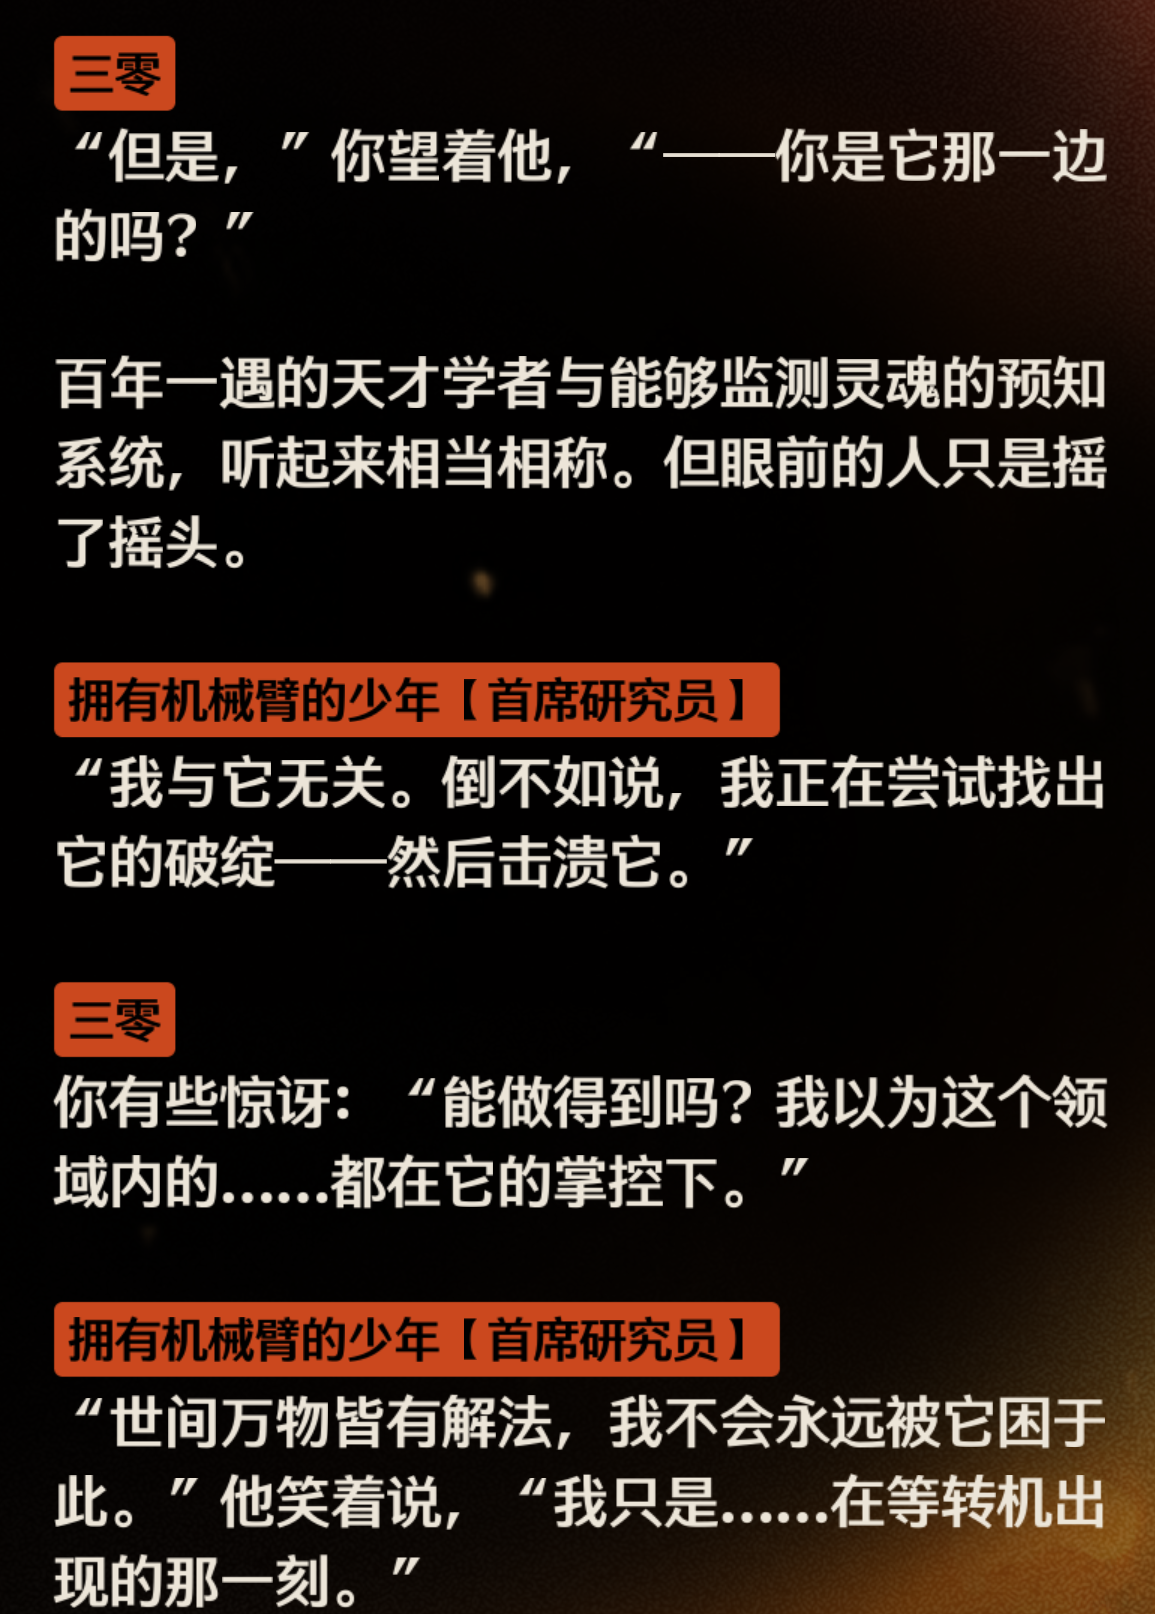 三零
“但是，”你望着他，“——你是它那一边
的吗？”
百年一遇的天才学者与能够监测灵魂的预知
系统，听起来相当相称。但眼前的人只是摇
了摇头。
拥有机械臂的少年【首席研究员】
“我与它无关。倒不如说，我正在尝试找出
它的破绽——然后击溃它。”
三零
你有些惊讶：“能做得到吗？我以为这个领
域内的……都在它的掌控下。”
拥有机械臂的少年【首席研究员】
“世间万物皆有解法，我不会永远被它困于
此。”他笑着说，“我只是……在等转机出
现的那一刻。”